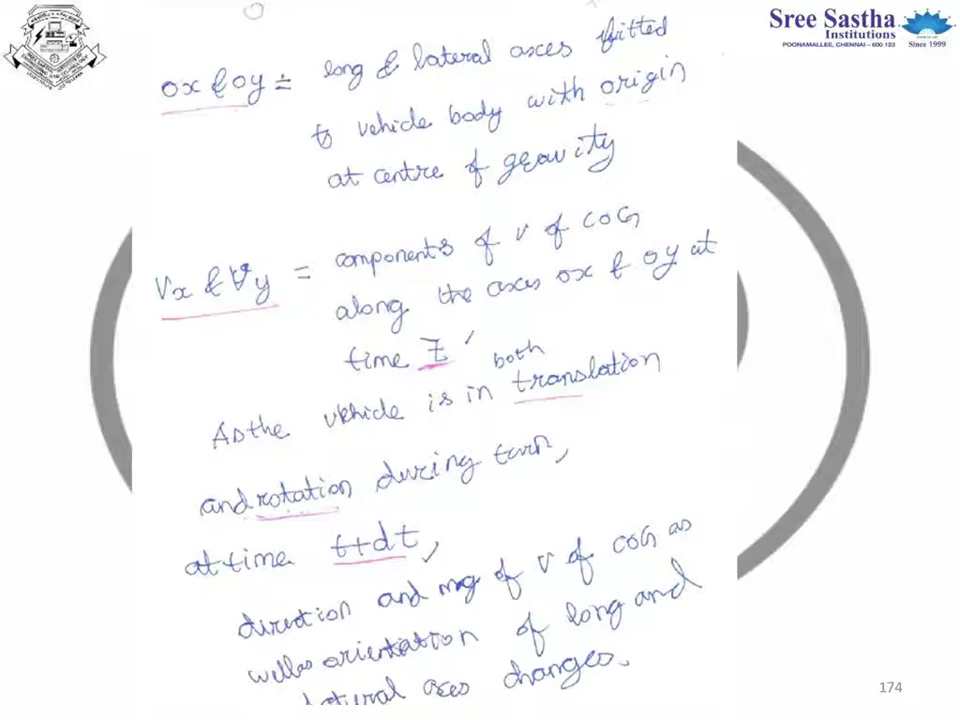 Sree Sastha
Institutions
POONAMALLEE, CHENNAI - 600 123
Since 1999
ox & oy = long & lateral axes fitted
to vehicle body with origin
at centre of gravity
Vx & Vy = components of V of COG
along the axes ox & oy at
time t
As the vehicle is in both translation
and rotation during turn,
at time t+dt,
direction and mag of V of COG as
well as orientation of long and
lateral axes changes.
174